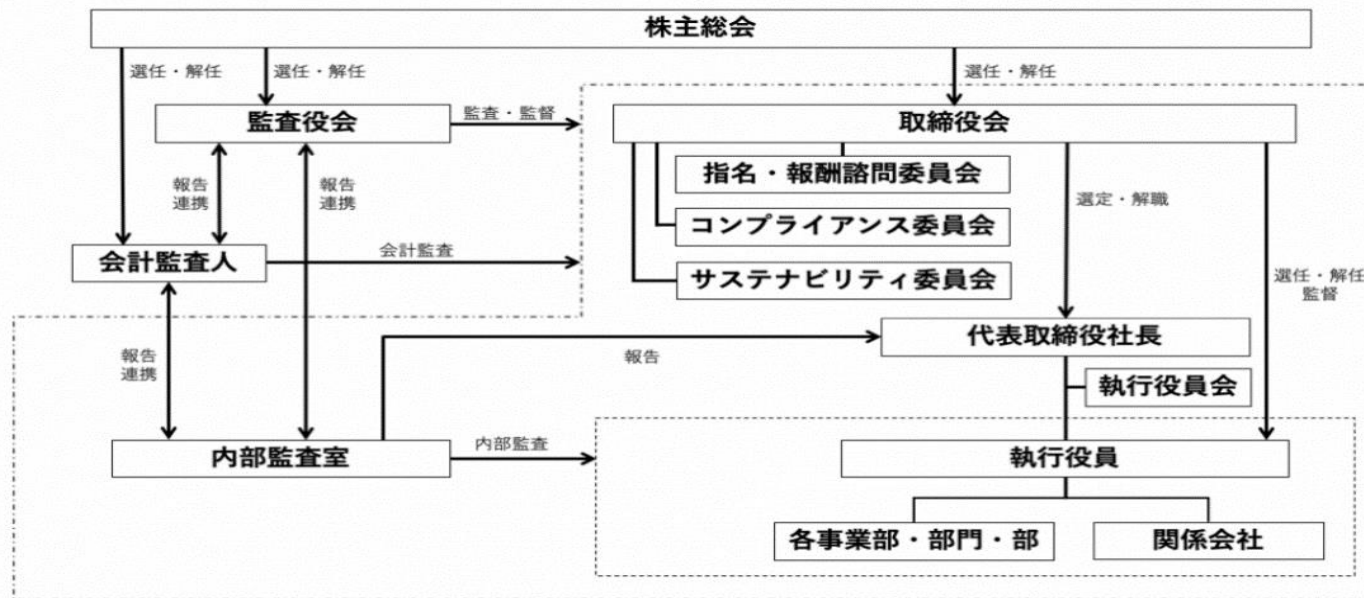 株主総会
選任・解任
選任・解任
選任・解任
監査役会
監査・監督
取締役会
指名・報酬諮問委員会
報告
連携
報告
連携
選定・解職
コンプライアンス委員会
会計監査人
会計監査
サステナビリティ委員会
選任・解任
監督
代表取締役社長
報告
報告
連携
執行役員会
内部監査室
内部監査
執行役員
各事業部・部門・部
関係会社